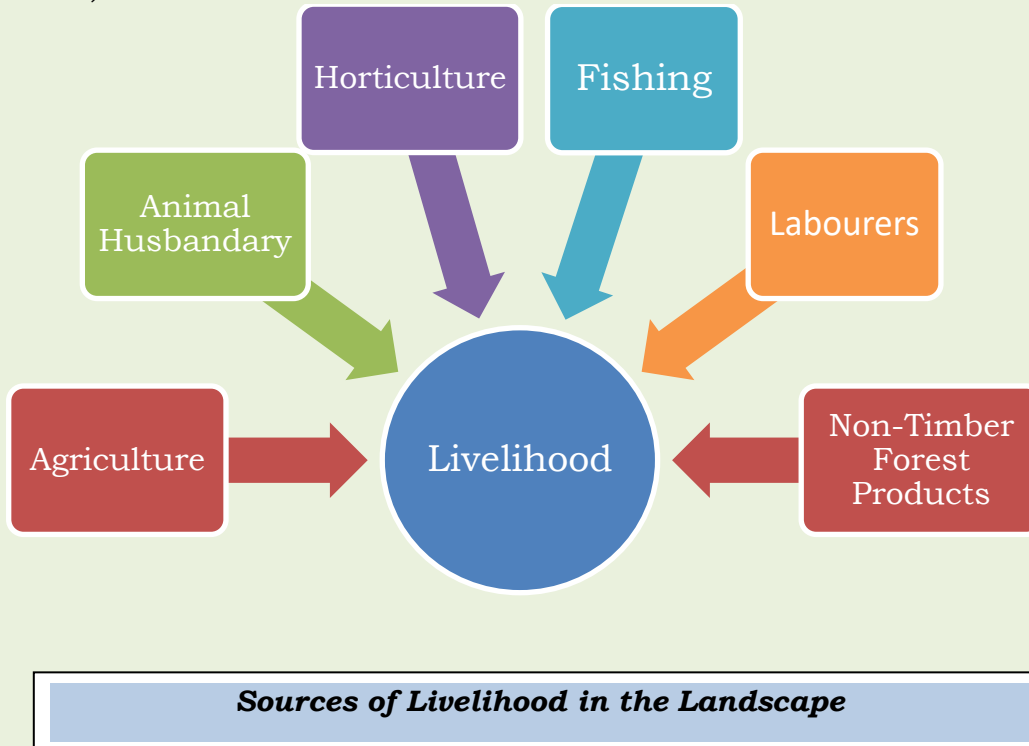 Horticulture
Fishing
Animal
Husbandary
Labourers
Agriculture
Livelihood
Non-Timber
Forest
Products
Sources of Livelihood in the Landscape